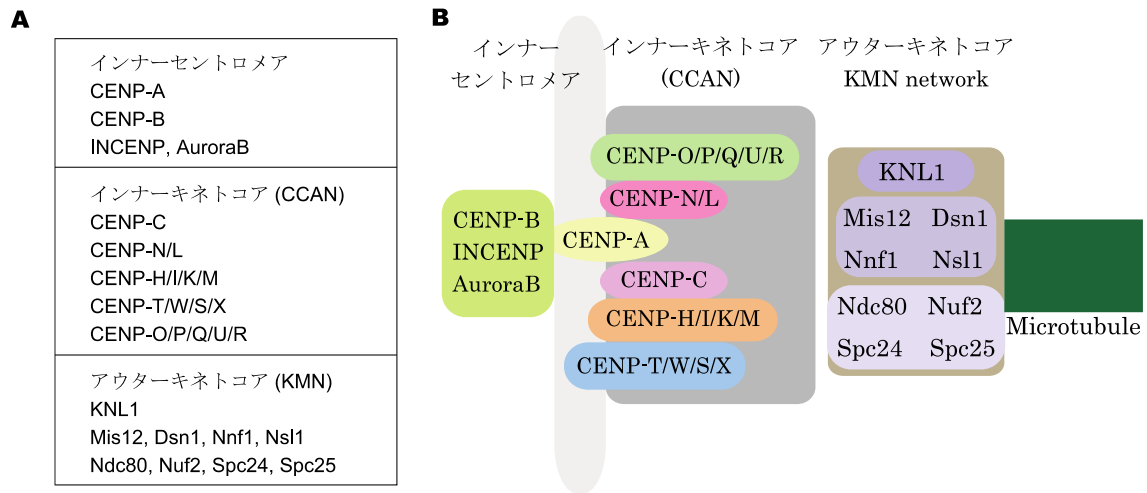 A
インナーセントロメア
CENP-A
CENP-B
INCENP, AuroraB
インナーキネトコア (CCAN)
CENP-C
CENP-N/L
CENP-H/I/K/M
CENP-T/W/S/X
CENP-O/P/Q/U/R
アウターキネトコア (KMN)
KNL1
Mis12, Dsn1, Nnf1, Nsl1
Ndc80, Nuf2, Spc24, Spc25
B
インナー
セントロメア
インナーキネトコア
(CCAN)
アウターキネトコア
KMN network
CENP-B
INCENP
AuroraB
CENP-O/P/Q/U/R
CENP-N/L
CENP-A
CENP-C
CENP-H/I/K/M
CENP-T/W/S/X
KNL1
Mis12 Dsn1
Nnf1 Nsl1
Ndc80 Nuf2
Spc24 Spc25
Microtubule